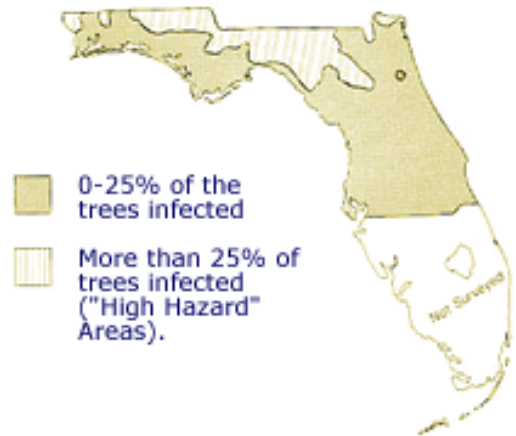 0-25% of the
trees infected
More than 25% of
trees infected
("High Hazard"
Areas).
Not Surveyed